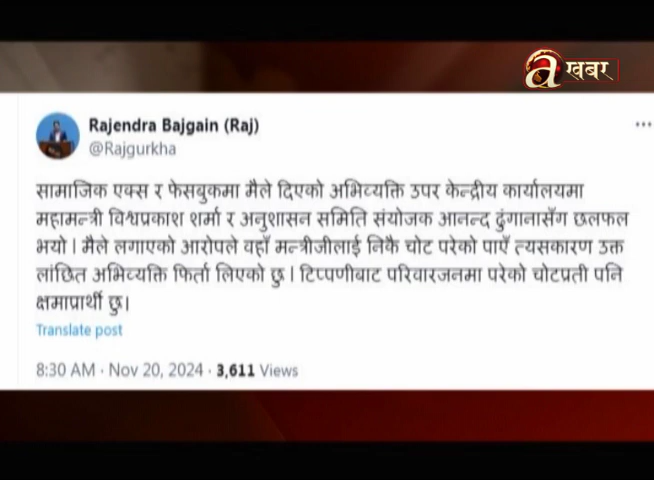 a खबर
Rajendra Bajgain (Raj)
@Rajgurkha
सामाजिक एक्स र फेसबुकमा मैले दिएको अभिव्यक्ति उपर केन्द्रीय कार्यालयमा
महामन्त्री विश्वप्रकाश शर्मा र अनुशासन समिति संयोजक आनन्द ढुंगानासँग छलफल
भयो । मैले लगाएको आरोपले वहाँ मन्त्रीजीलाई निकै चोट परेको पाएँ त्यसकारण उक्त
लांछित अभिव्यक्ति फिर्ता लिएको छु । टिप्पणीबाट परिवारजनमा परेको चोटप्रती पनि
क्षमाप्रार्थी छु।
Translate post
8:30 AM · Nov 20, 2024 · 3,611 Views